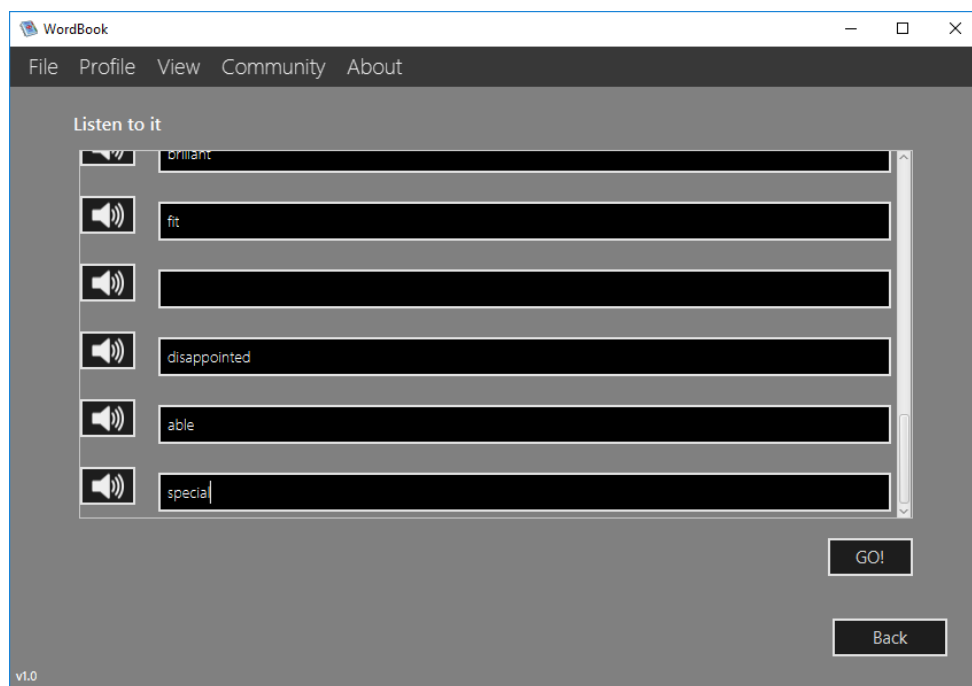 WordBook
File Profile View Community About
Listen to it
fit
disappointed
able
special
GO!
Back
v1.0